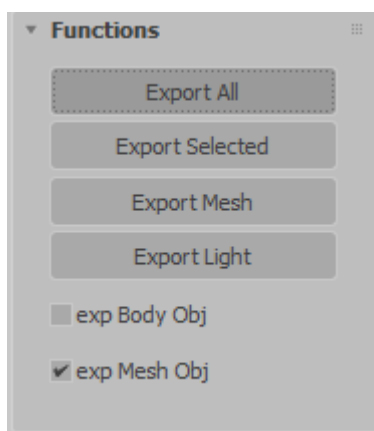 Functions
Export All
Export Selected
Export Mesh
Export Light
exp Body Obj
exp Mesh Obj